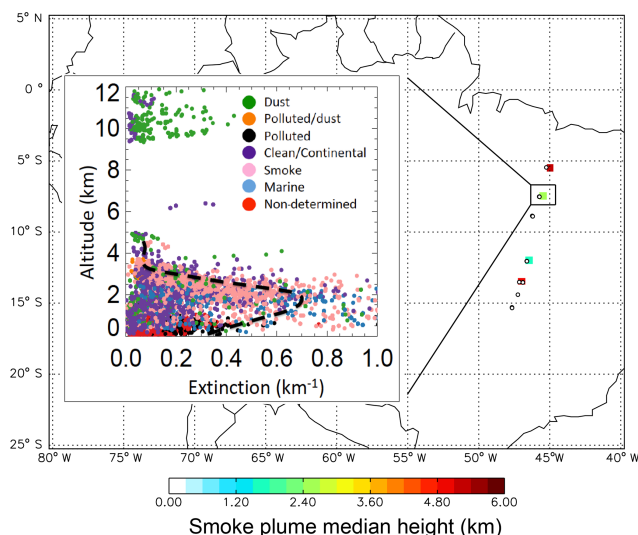 5° N
0 °
5° S
10° S
15° S
20° S
25° S
80° W
75° W
70° W
65° W
60° W
55° W
50° W
45° W
40° W
12
10
8
6
4
2
0
Altitude (km)
Dust
Polluted/dust
Polluted
Clean/Continental
Smoke
Marine
Non-determined
0.0 0.2 0.4 0.6 0.8 1.0
Extinction (km-1)
0.00 1.20 2.40 3.60 4.80 6.00
Smoke plume median height (km)